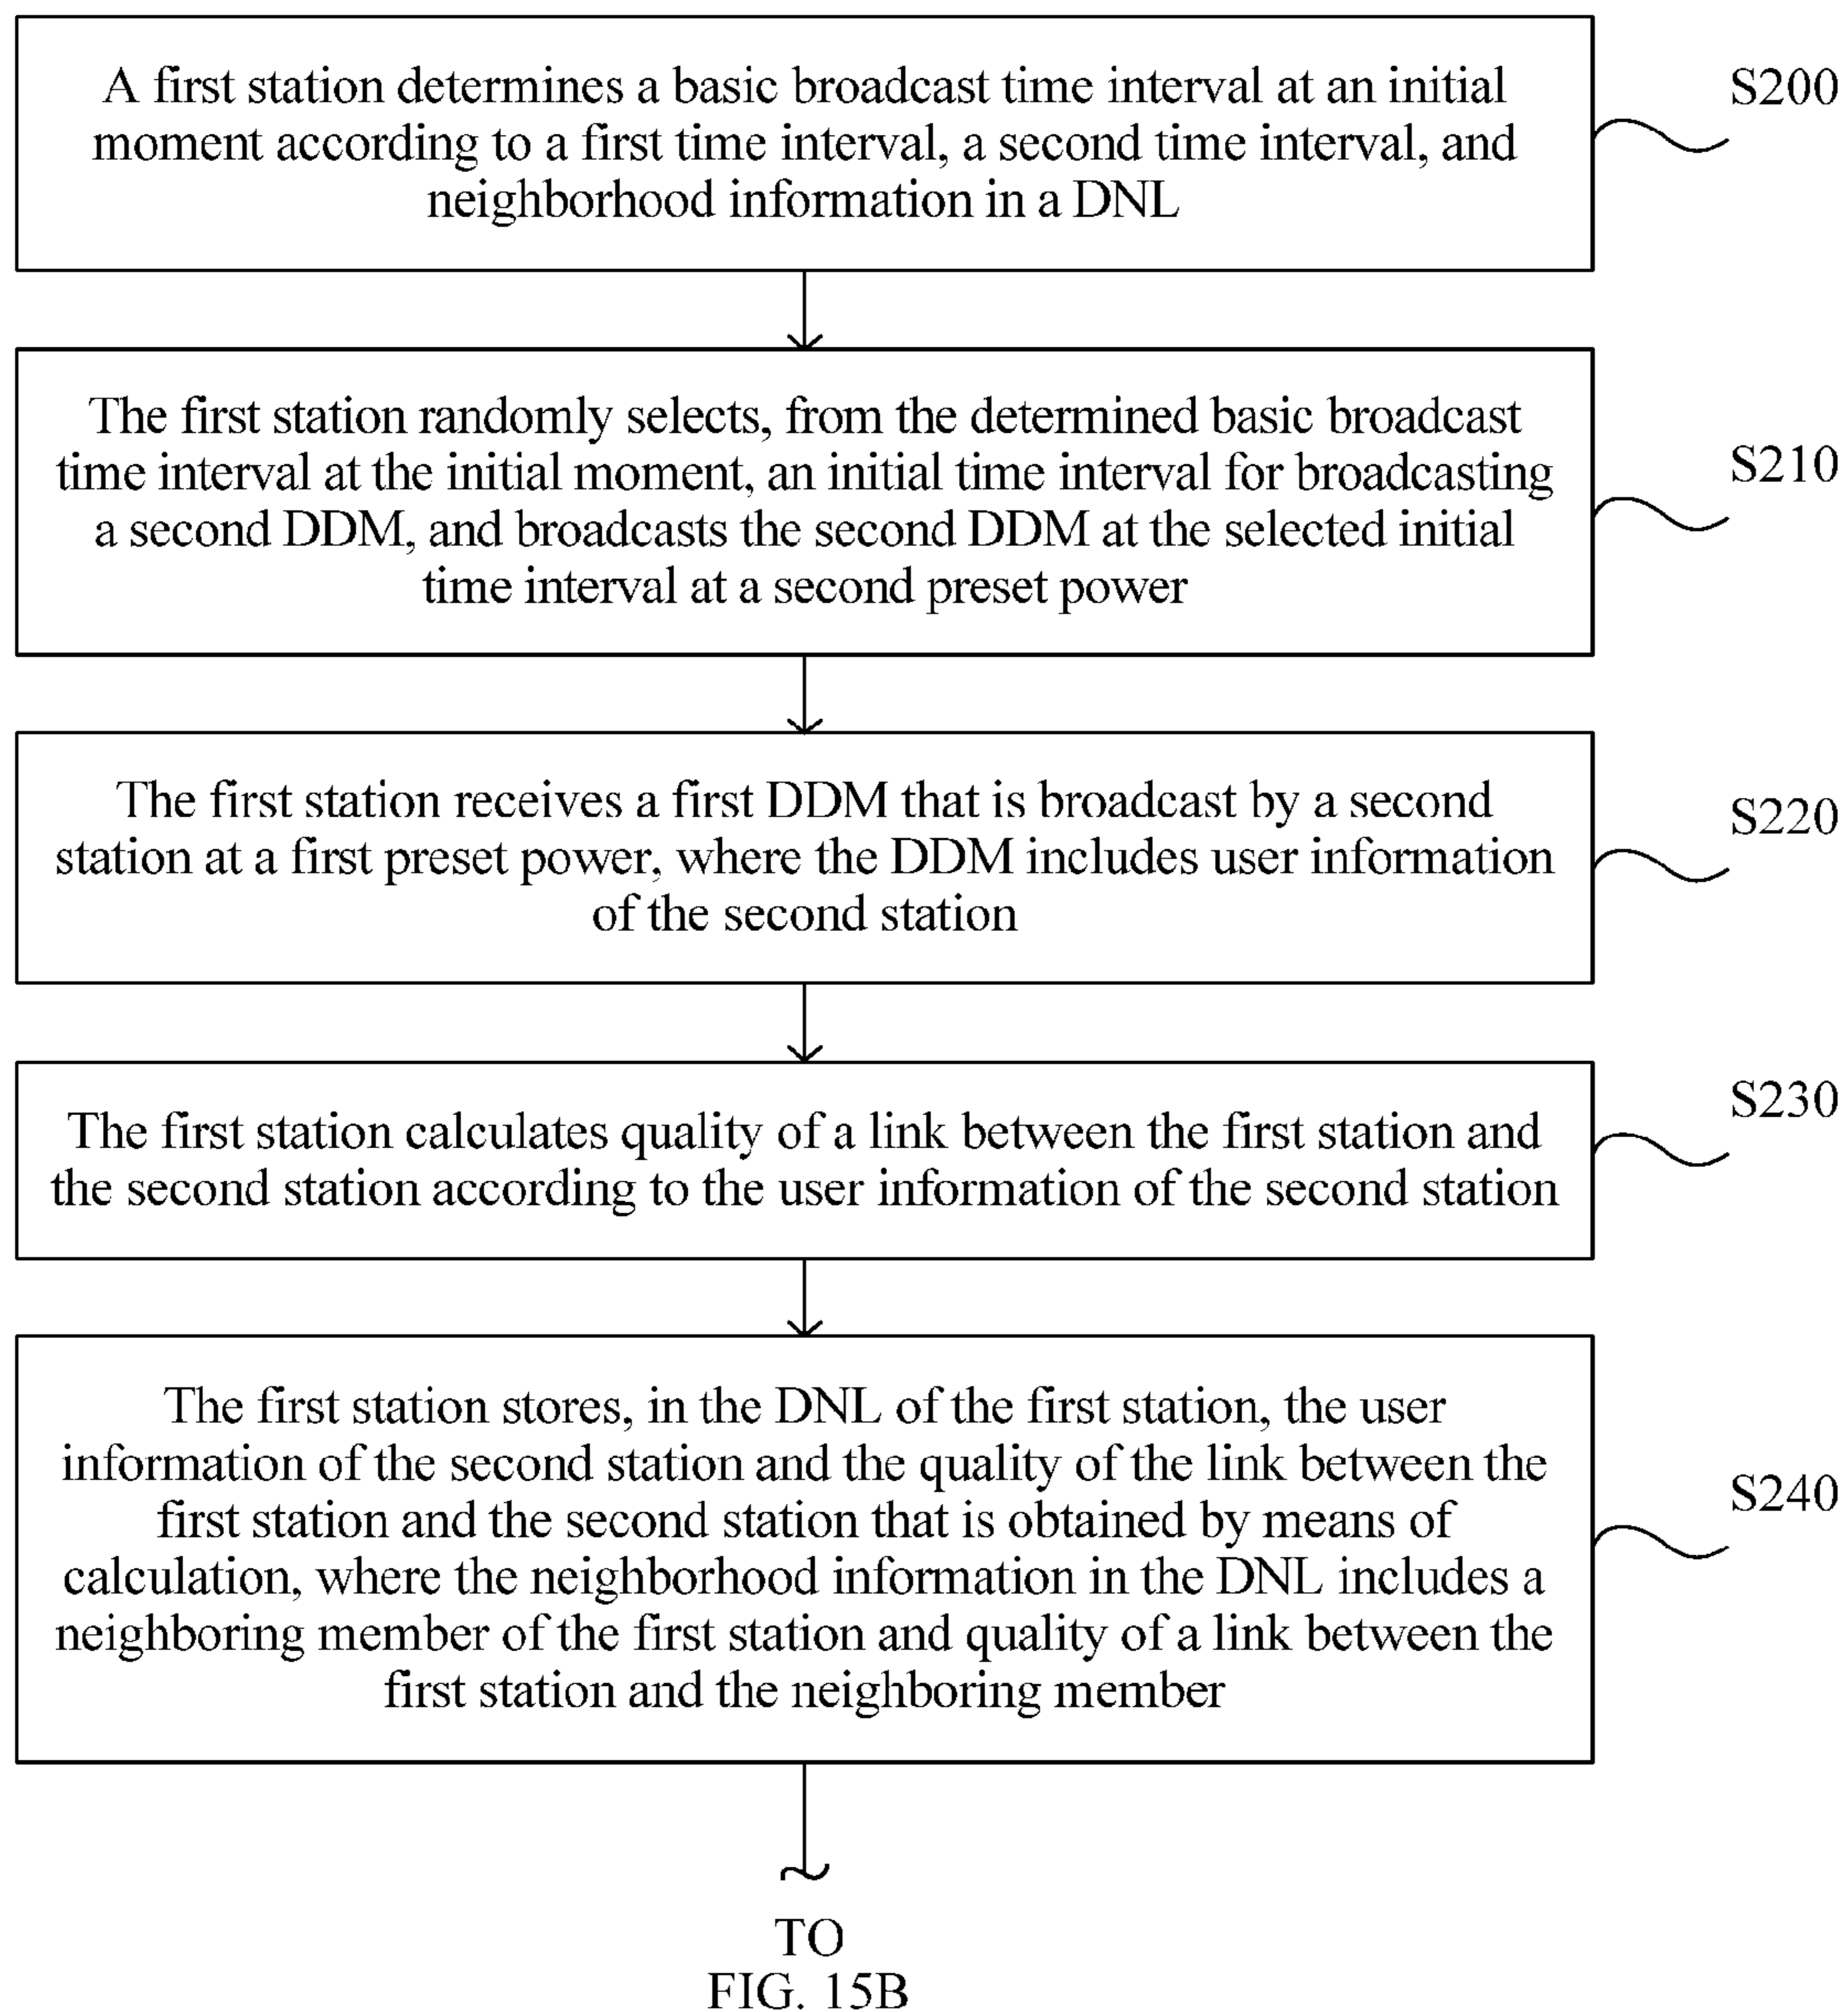 A first station determines a basic broadcast time interval at an initial
moment according to a first time interval, a second time interval, and
neighborhood information in a DNL
S200
The first station randomly selects, from the determined basic broadcast
time interval at the initial moment, an initial time interval for broadcasting
a second DDM, and broadcasts the second DDM at the selected initial
time interval at a second preset power
S210
The first station receives a first DDM that is broadcast by a second
station at a first preset power, where the DDM includes user information
of the second station
S220
The first station calculates quality of a link between the first station and
the second station according to the user information of the second station
S230
The first station stores, in the DNL of the first station, the user
information of the second station and the quality of the link between the
first station and the second station that is obtained by means of
calculation, where the neighborhood information in the DNL includes a
neighboring member of the first station and quality of a link between the
first station and the neighboring member
S240
TO
FIG. 15B